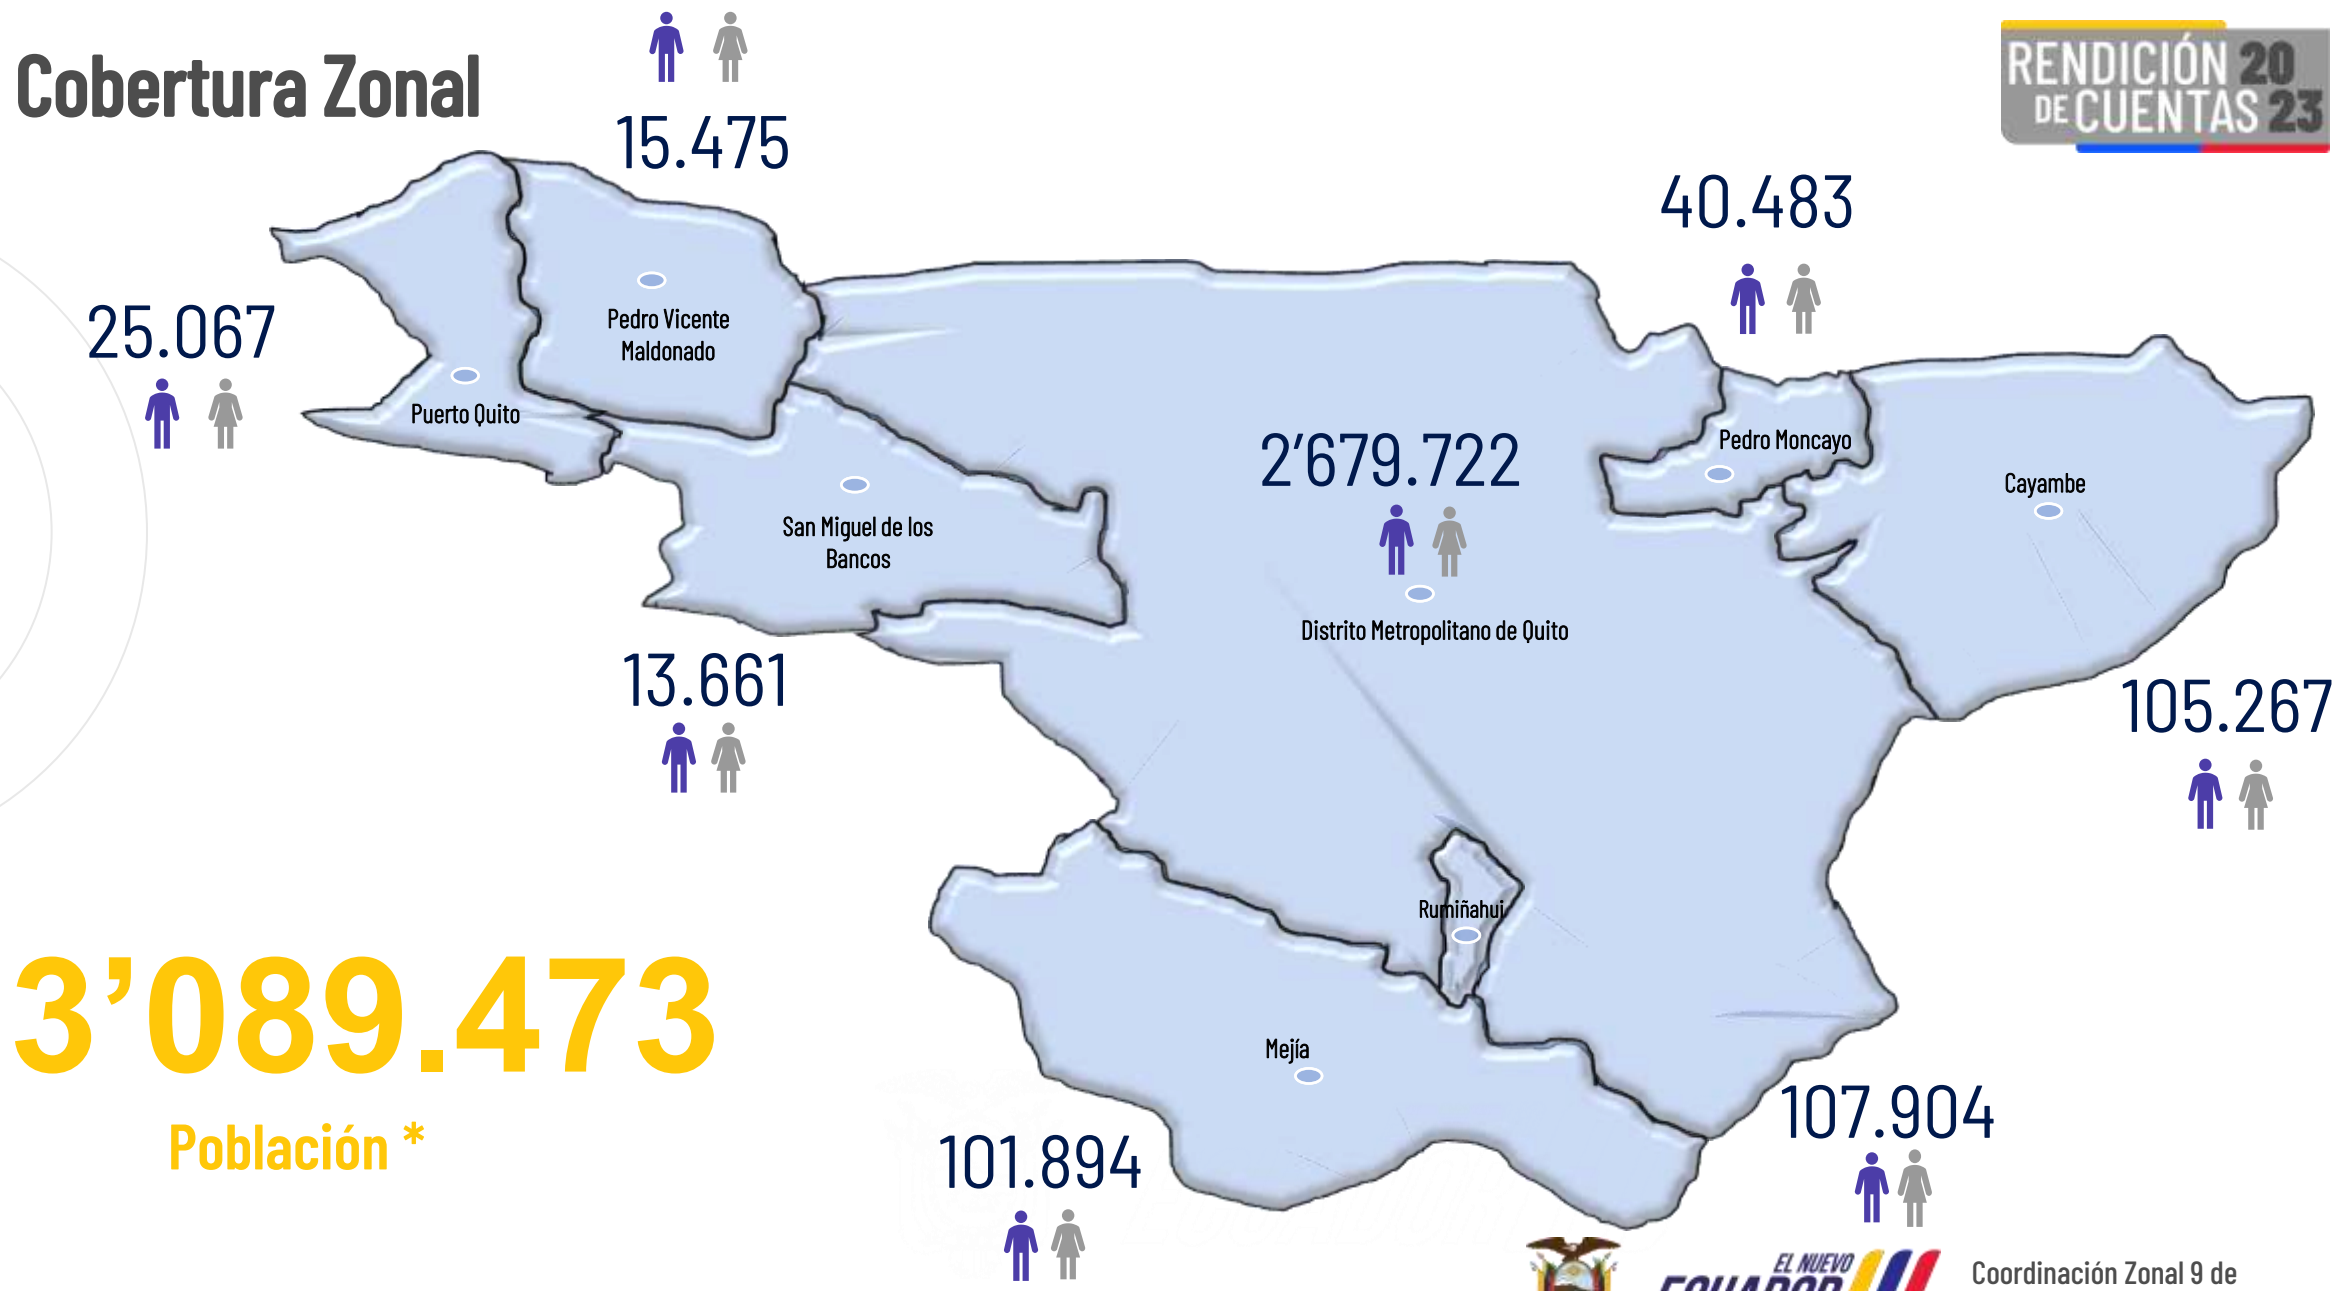 Cobertura Zonal
RENDICIÓN 20
DE CUENTAS 23
15.475
40.483
25.067
Pedro Vicente
Maldonado
Puerto Quito
2’679.722
Pedro Moncayo
Cayambe
San Miguel de los
Bancos
Distrito Metropolitano de Quito
13.661
105.267
Rumiñahui
3’089.473
Población *
Mejía
101.894
107.904
EL NUEVO
ECUADOR
Coordinación Zonal 9 de